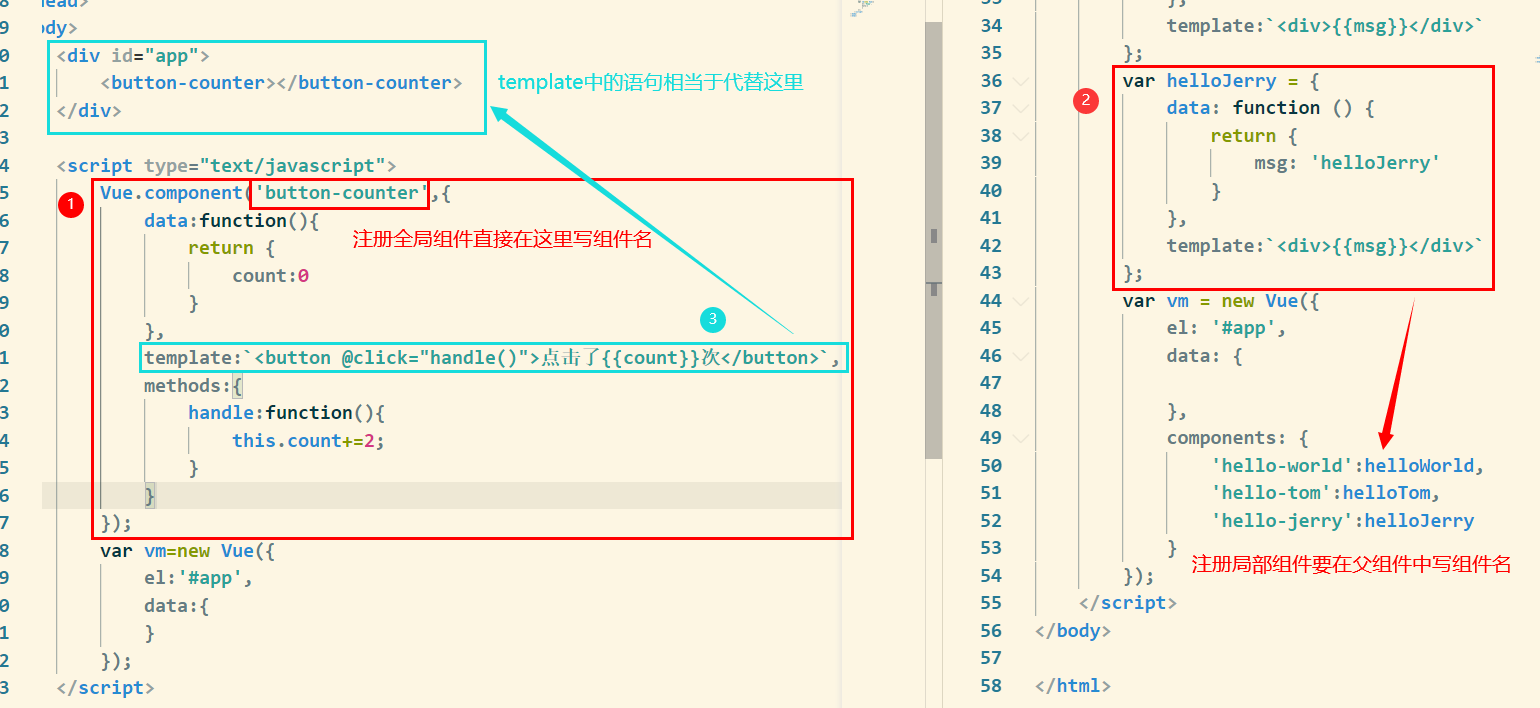 8 head>
9 ody>
0 <div id="app">
1 <button-counter></button-counter>
template中的语句相当于代替这里
2 </div>
3
4 <script type="text/javascript">
5 Vue.component('button-counter',{
1
6 data:function(){
注册全局组件直接在这里写组件名
7 return {
8 count:0
9 }
3
0 },
1 template:`<button @click="handle()">点击了{{count}}次</button>`,
2 methods:{
3 handle:function(){
4 this.count+=2;
5 }
6 }
7 });
8 var vm=new Vue({
9 el:'#app',
0 data:{
1 }
2 });
3 </script>
33 },
34 template:`<div>{{msg}}</div>`
35 };
2
36 var helloJerry = {
37 data: function () {
38 return {
39 msg: 'helloJerry'
40 }
41 },
42 template:`<div>{{msg}}</div>`
43 };
44 var vm = new Vue({
45 el: '#app',
46 data: {
47
48 },
49 components: {
50 'hello-world':helloWorld,
51 'hello-tom':helloTom,
52 'hello-jerry':helloJerry
53 }
注册局部组件要在父组件中写组件名
54 });
55 </script>
56 </body>
57
58 </html>